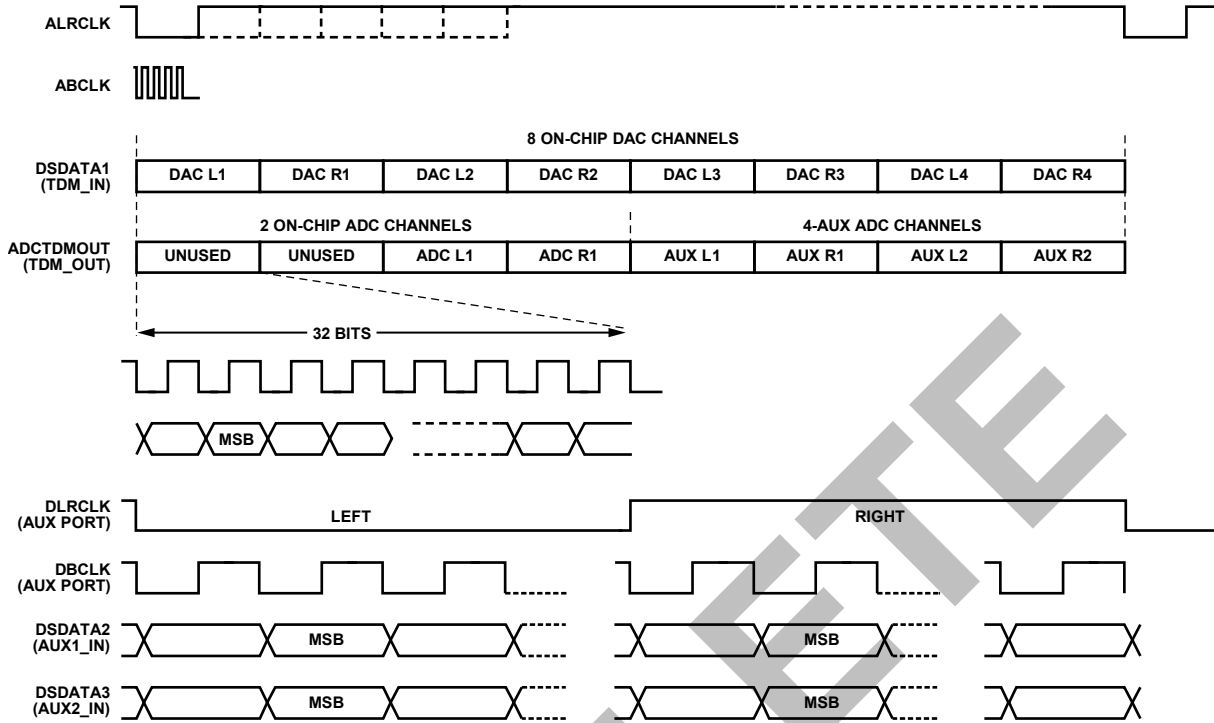 ALRCLK
ABCLK
8 ON-CHIP DAC CHANNELS
DSDATA1
(TDM_IN)
DAC L1 DAC R1 DAC L2 DAC R2 DAC L3 DAC R3 DAC L4 DAC R4
2 ON-CHIP ADC CHANNELS 4-AUX ADC CHANNELS
ADCTDMOUT
(TDM_OUT)
UNUSED UNUSED ADC L1 ADC R1 AUX L1 AUX R1 AUX L2 AUX R2
32 BITS
MSB
DLRCLK
(AUX PORT)
LEFT RIGHT
DBCLK
(AUX PORT)
DSDATA2
(AUX1_IN)
MSB MSB
DSDATA3
(AUX2_IN)
MSB MSB
ETE